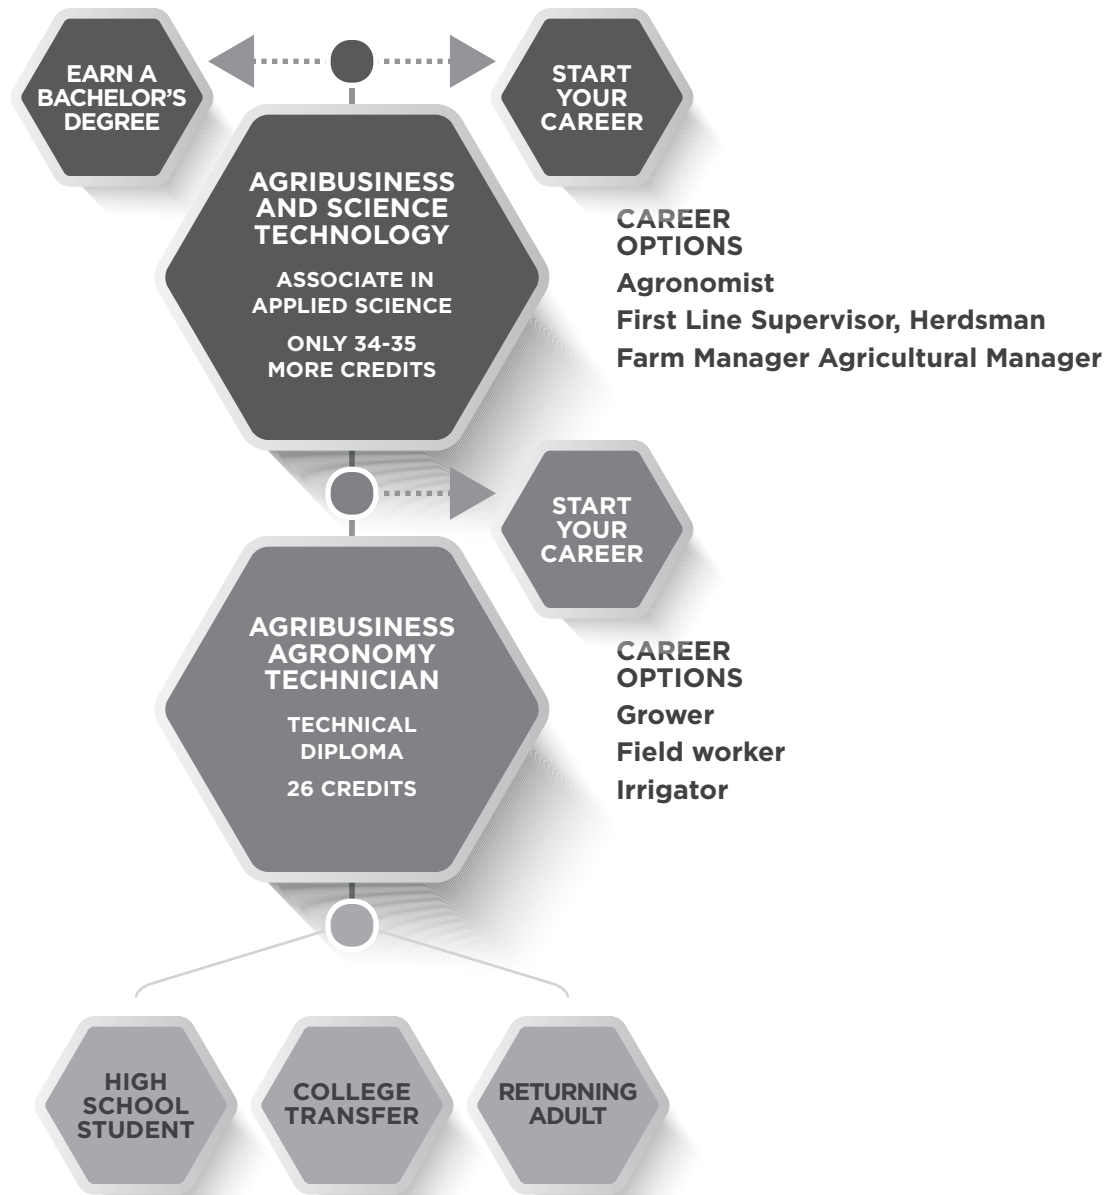 EARN A
BACHELOR'S
DEGREE
START
YOUR
CAREER
AGRIBUSINESS
AND SCIENCE
TECHNOLOGY
ASSOCIATE IN
APPLIED SCIENCE
ONLY 34-35
MORE CREDITS
CAREER
OPTIONS
Agronomist
First Line Supervisor, Herdsman
Farm Manager Agricultural Manager
START
YOUR
CAREER
AGRIBUSINESS
AGRONOMY
TECHNICIAN
TECHNICAL
DIPLOMA
26 CREDITS
CAREER
OPTIONS
Grower
Field worker
Irrigator
HIGH
SCHOOL
STUDENT
COLLEGE
TRANSFER
RETURNING
ADULT